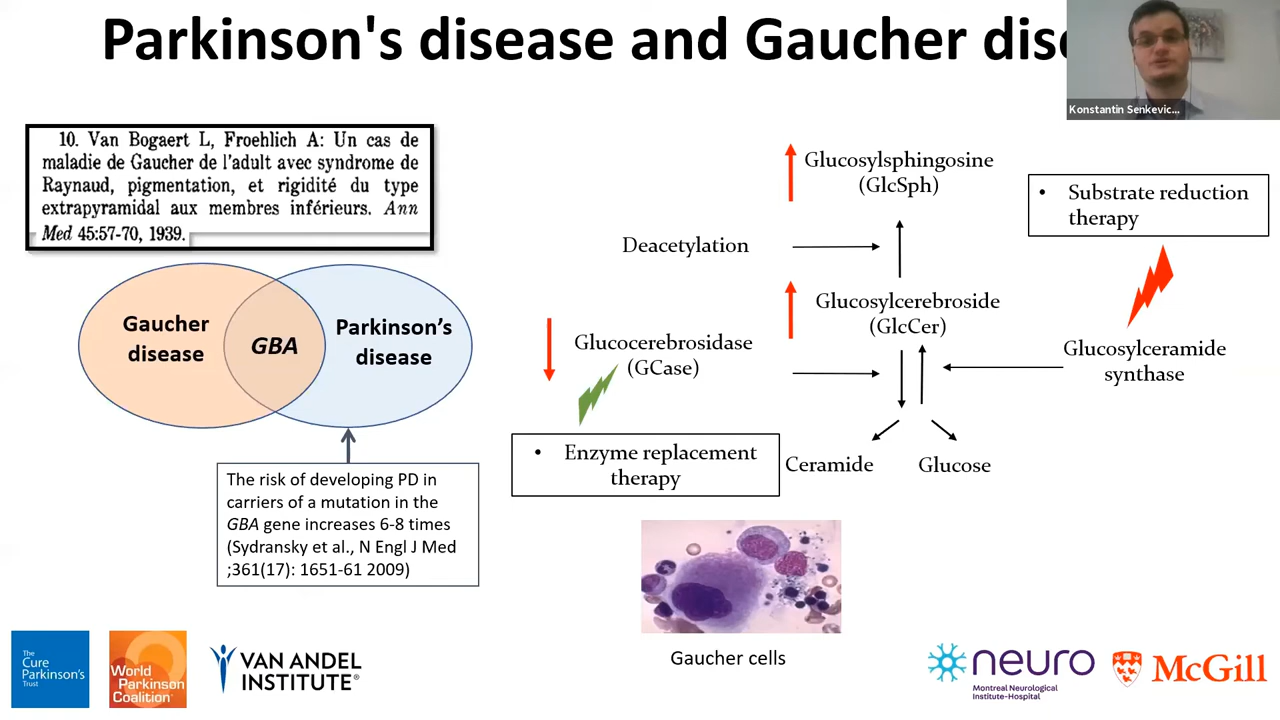 Parkinson's disease and Gaucher dise
Konstantin Senkevic...
10. Van Bogaert L, Froehlich A: Un cas de
maladie de Gaucher de l'adult avec syndrome de
Raynaud, pigmentation, et rigidité du type
extrapyramidal aux membres inférieurs. Ann
Med 45:57-70, 1939.
Gaucher
disease
GBA
Parkinson's
disease
The risk of developing PD in
carriers of a mutation in the
GBA gene increases 6-8 times
(Sydransky et al., N Engl J Med
;361(17): 1651-61 2009)
Glucosylsphingosine
(GlcSph)
Deacetylation
Glucosylcerebroside
(GlcCer)
Glucocerebrosidase
(GCase)
• Enzyme replacement
therapy
Ceramide
Glucose
• Substrate reduction
therapy
Glucosylceramide
synthase
Gaucher cells
The
Cure
Parkinson's
Trust
World
Parkinson
Coalition®
VAN ANDEL
INSTITUTE®
neuro
Montreal Neurological
Institute-Hospital
McGill